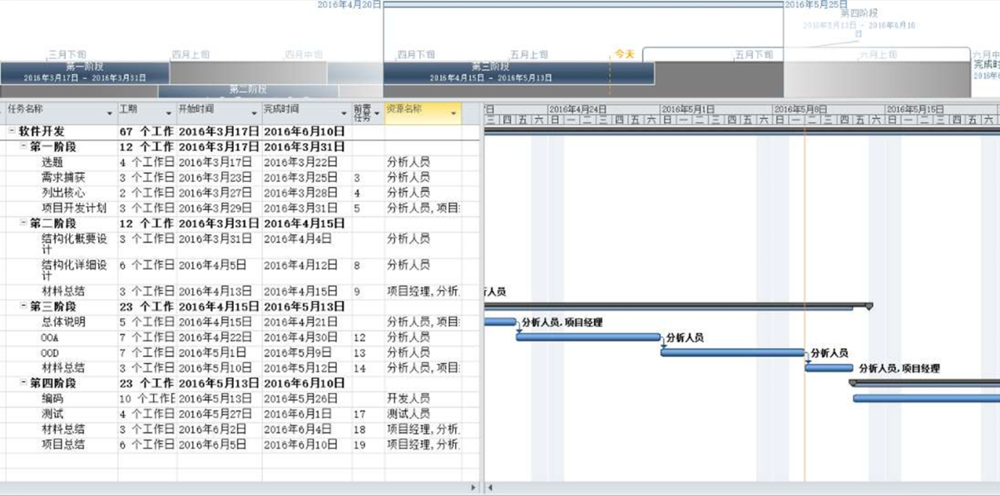 2016年4月20日 2016年5月25日
第四阶段
2016年5月13日 - 2016年6月10日
三月下旬 四月上旬 四月中旬 四月下旬 五月上旬 今天 五月下旬 六月上旬 六月中
第一阶段 第三阶段 完成时
2016年3月17日 - 2016年3月31日 2016年4月15日 - 2016年5月13日
第二阶段
任务名称 工期 开始时间 完成时间 前置任务 资源名称
2016年4月24日 2016年5月1日 2016年5月8日 2016年5月15日
三 四 五 六 日 一 二 三 四 五 六 日 一 二 三 四 五 六 日 一 二 三 四 五 六 日 一 二 三 四 五 六
软件开发 67 个工作 2016年3月17日 2016年6月10日
第一阶段 12 个工作 2016年3月17日 2016年3月31日
选题 4 个工作日 2016年3月17日 2016年3月22日 分析人员
需求捕获 3 个工作日 2016年3月23日 2016年3月25日 3 分析人员
列出核心 2 个工作日 2016年3月27日 2016年3月28日 4 分析人员
项目开发计划 3 个工作日 2016年3月29日 2016年3月31日 5 分析人员,项目
第二阶段 12 个工作 2016年3月31日 2016年4月15日
结构化概要设计 3 个工作日 2016年3月31日 2016年4月4日 分析人员
结构化详细设计 6 个工作日 2016年4月5日 2016年4月12日 8 分析人员
材料总结 3 个工作日 2016年4月13日 2016年4月15日 9 项目经理,分析 人员
第三阶段 23 个工作 2016年4月15日 2016年5月13日
总体说明 5 个工作日 2016年4月15日 2016年4月21日 分析人员,项目 分析人员,项目经理
OOA 7 个工作日 2016年4月22日 2016年4月30日 12 分析人员 分析人员
OOD 7 个工作日 2016年5月1日 2016年5月9日 13 分析人员 分析人员
材料总结 3 个工作日 2016年5月10日 2016年5月12日 14 分析人员,项目 分析人员,项目经理
第四阶段 23 个工作 2016年5月13日 2016年6月10日
编码 10 个工作日 2016年5月13日 2016年5月26日 开发人员
测试 4 个工作日 2016年5月27日 2016年6月1日 17 测试人员
材料总结 3 个工作日 2016年6月2日 2016年6月4日 18 项目经理,分析
项目总结 6 个工作日 2016年6月5日 2016年6月10日 19 项目经理,分析